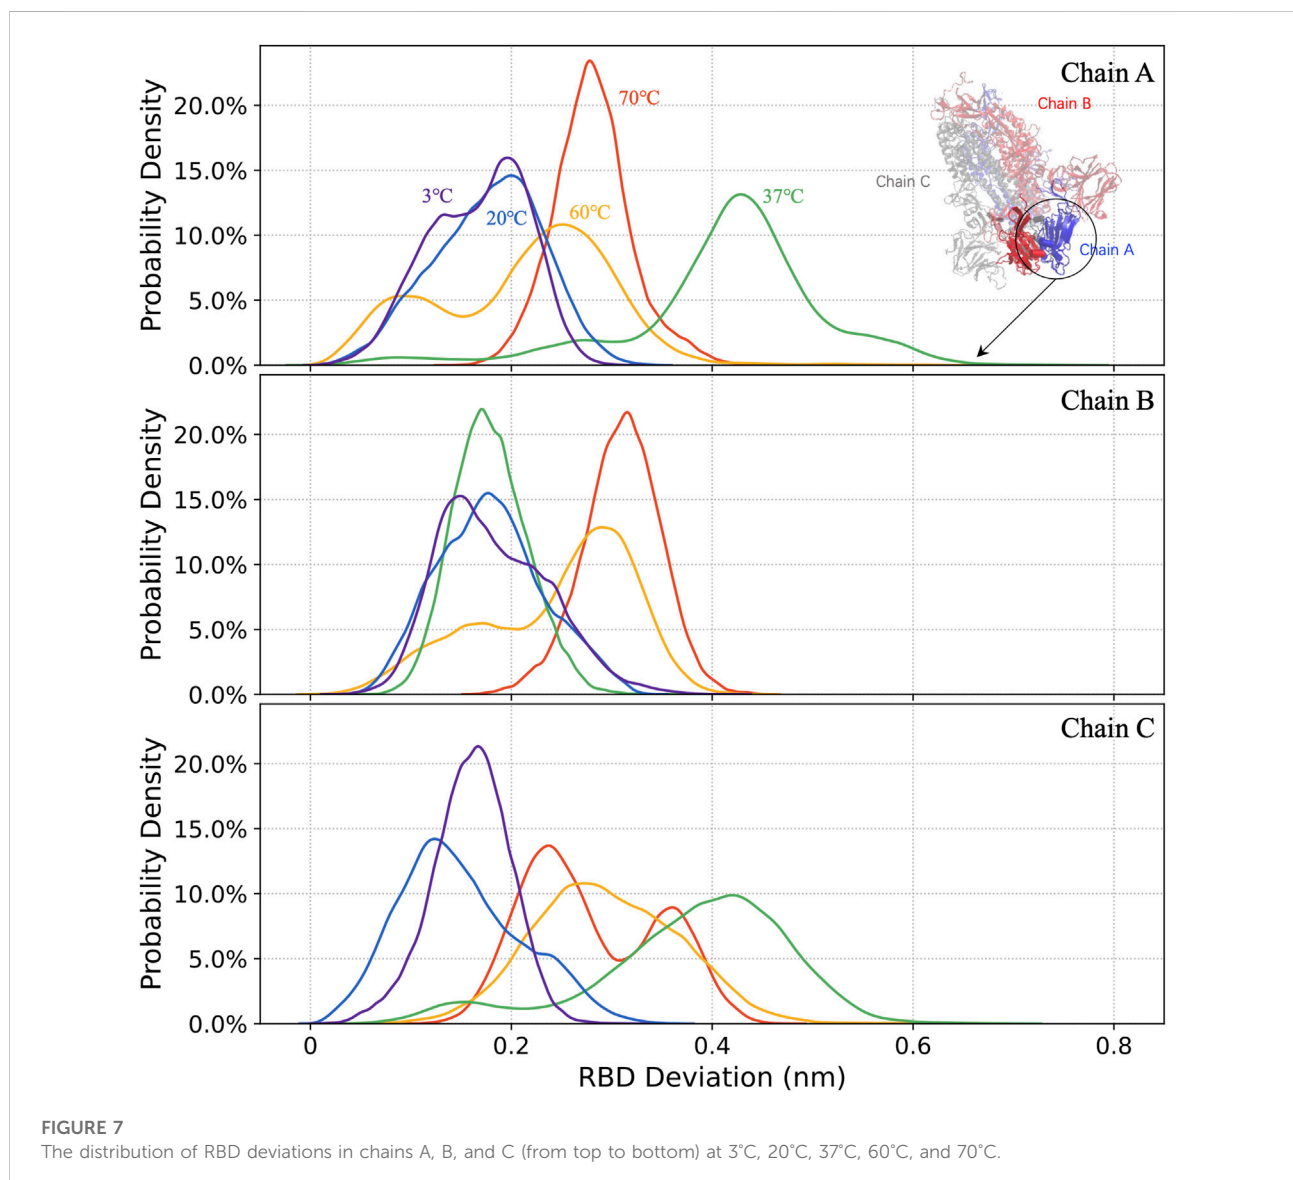 Chain A
Chain B
Chain C
Chain A
70°C
3°C
20°C
60°C
37°C
Probability Density
20.0%
15.0%
10.0%
5.0%
0.0%
Chain B
Probability Density
20.0%
15.0%
10.0%
5.0%
0.0%
Chain C
Probability Density
20.0%
15.0%
10.0%
5.0%
0.0%
0 0.2 0.4 0.6 0.8
RBD Deviation (nm)
FIGURE 7
The distribution of RBD deviations in chains A, B, and C (from top to bottom) at 3°C, 20°C, 37°C, 60°C, and 70°C.